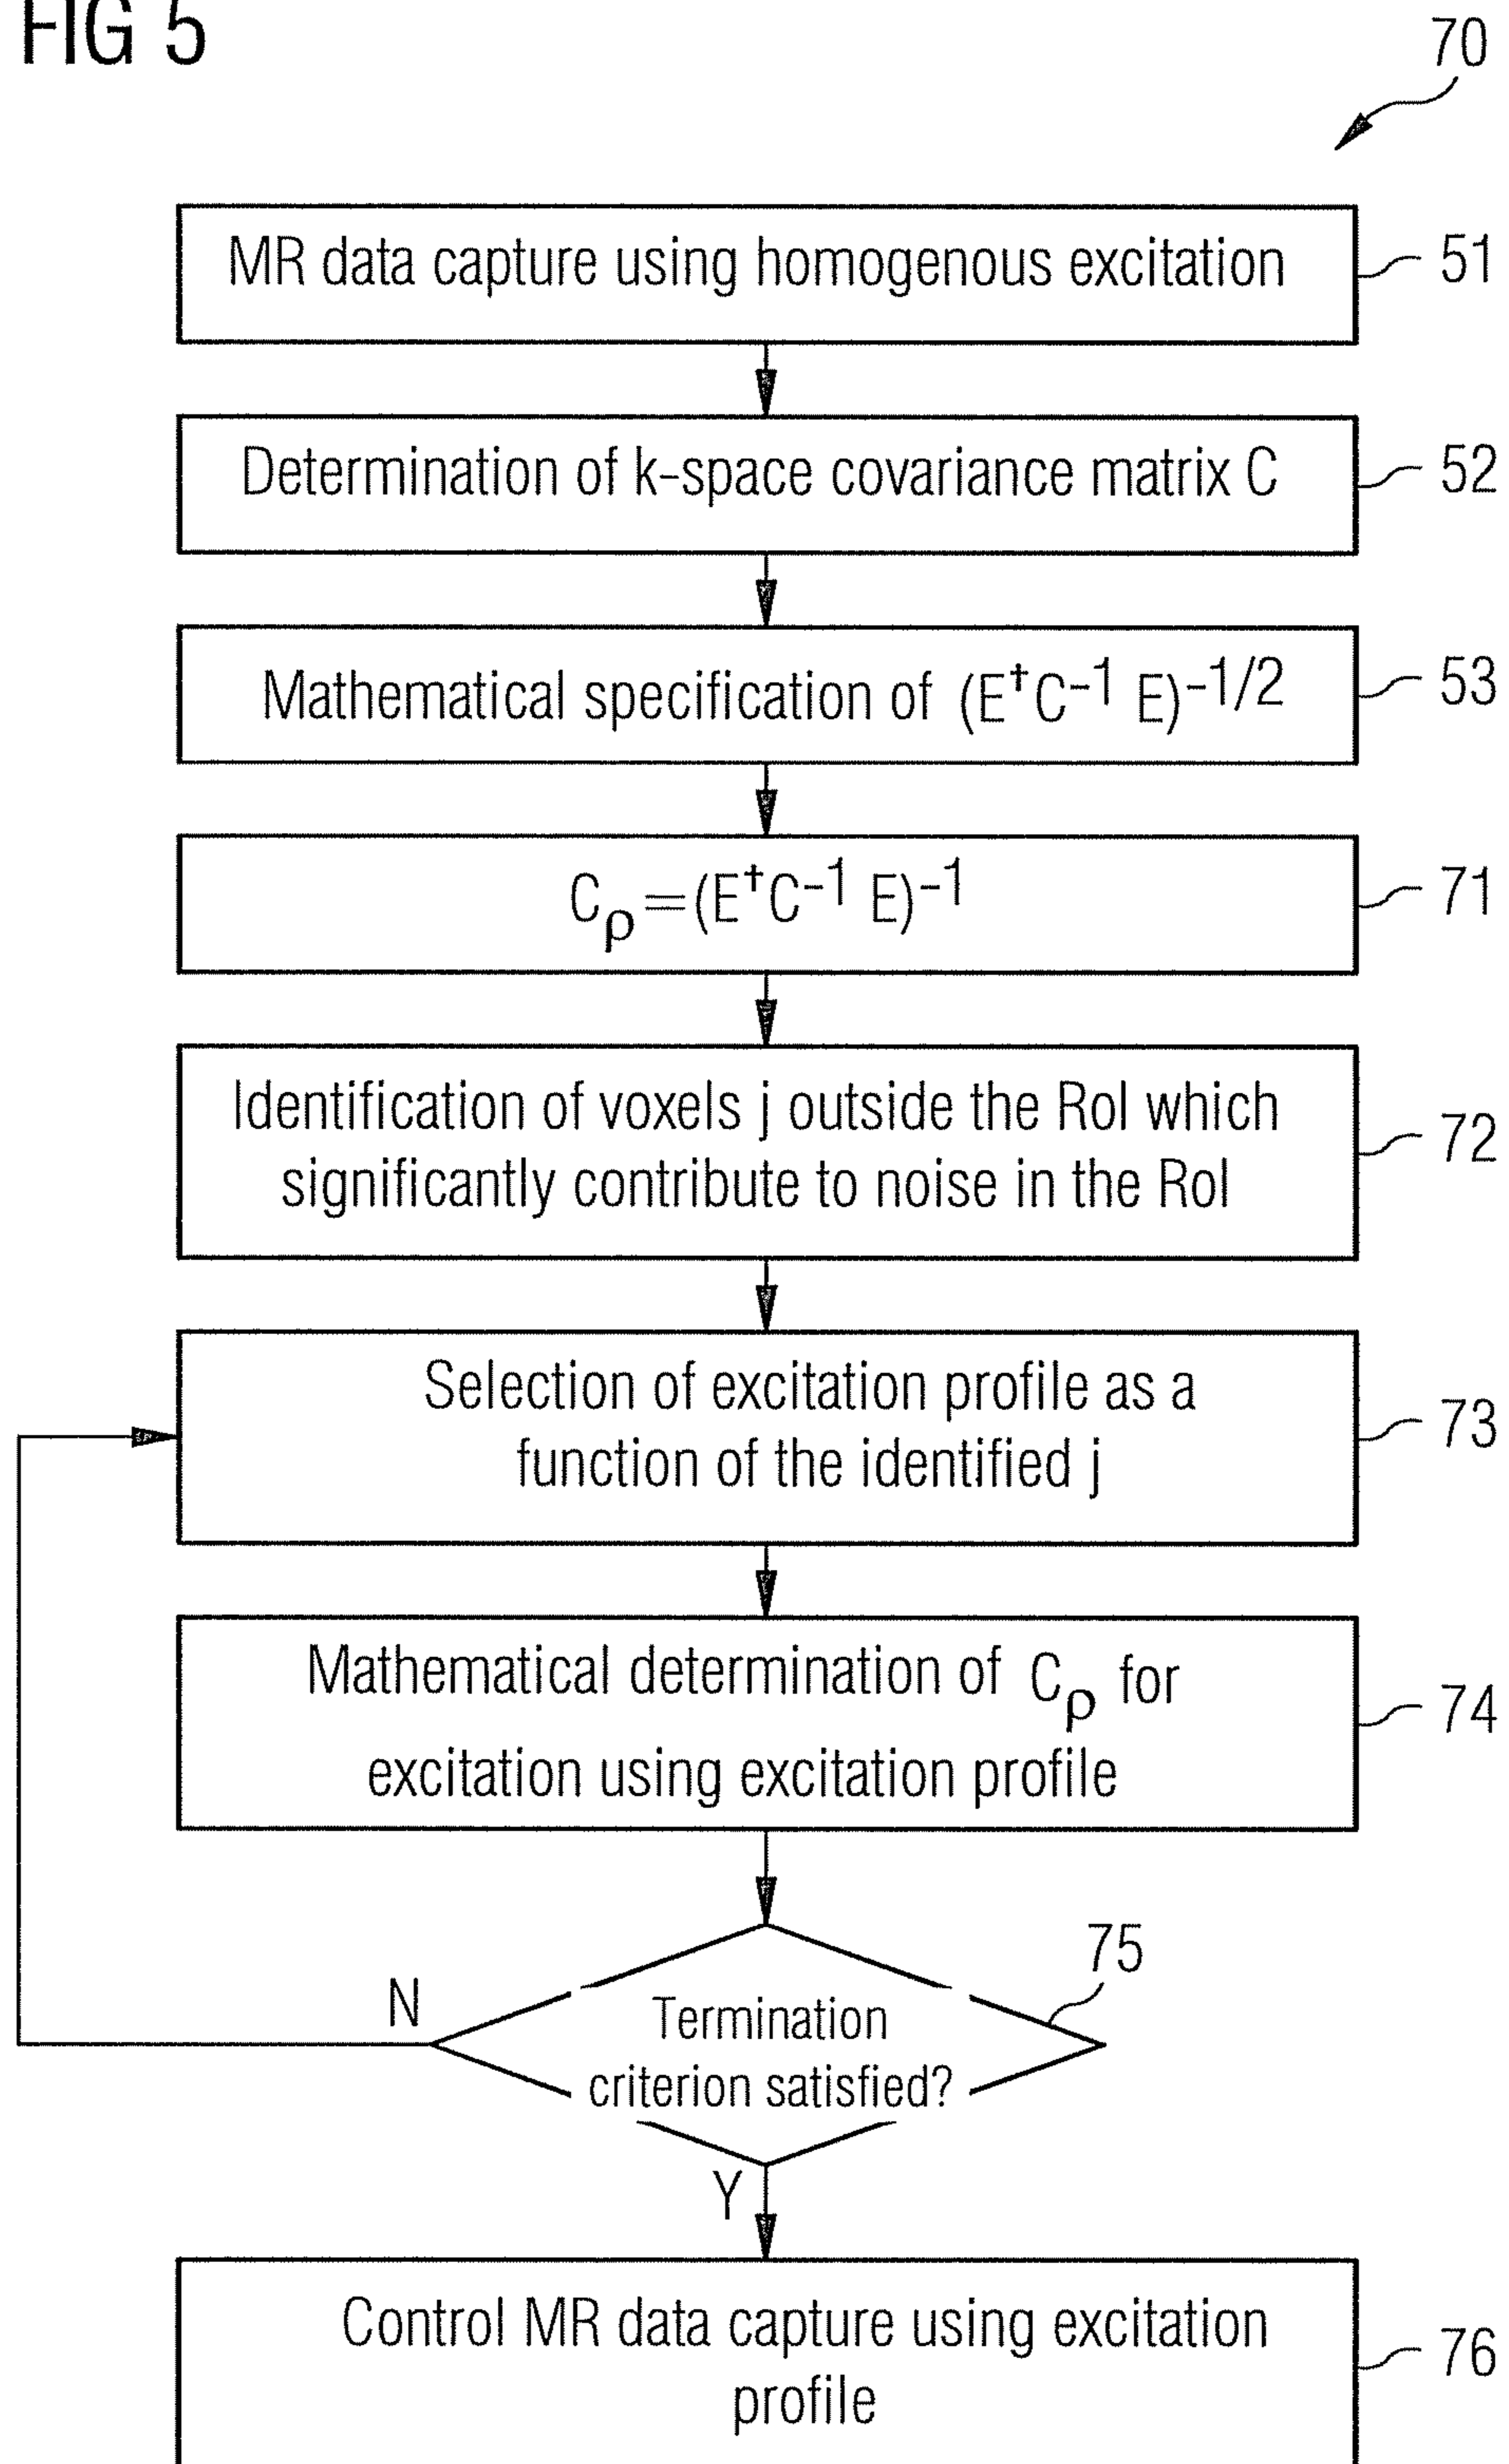 FIG 5
70
MR data capture using homogenous excitation
51
Determination of k-space covariance matrix C
52
Mathematical specification of (E†C-1 E)-1/2
53
Cρ=(E†C-1 E)-1
71
Identification of voxels j outside the RoI which
significantly contribute to noise in the RoI
72
Selection of excitation profile as a
function of the identified j
73
Mathematical determination of Cρ for
excitation using excitation profile
74
75
N
Termination
criterion satisfied?
Y
Control MR data capture using excitation
profile
76